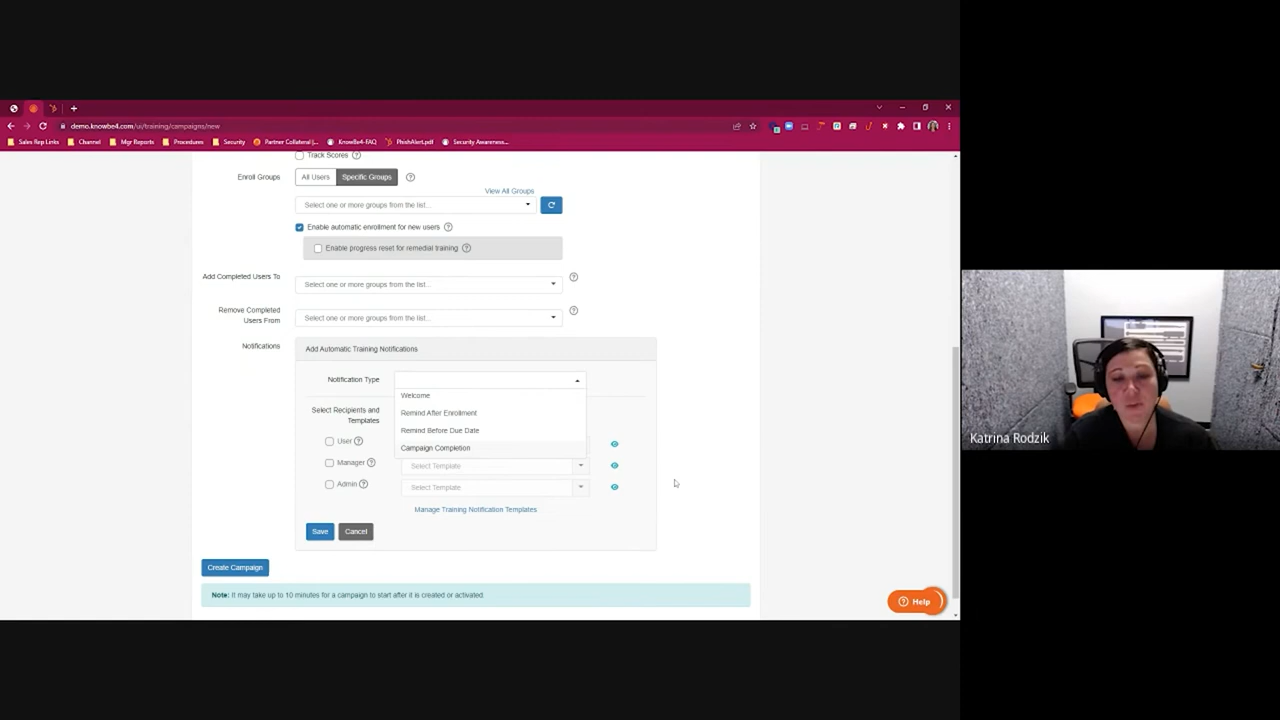 demo.knowbe4.com/ui/training/campaigns/new
Sales Rep Links Channel Mgr Reports Procedures Security Partner Collateral |... KnowBe4-FAQ PhishAlert.pdf Security Awareness...
Track Scores
Enroll Groups All Users Specific Groups
View All Groups
Select one or more groups from the list...
Enable automatic enrollment for new users
Enable progress reset for remedial training
Add Completed Users To Select one or more groups from the list...
Remove Completed
Users From
Select one or more groups from the list...
Notifications Add Automatic Training Notifications
Notification Type
Welcome
Select Recipients and
Templates
Remind After Enrollment
Remind Before Due Date
User
Campaign Completion
Manager Select Template
Admin Select Template
Manage Training Notification Templates
Save Cancel
Create Campaign
Note: It may take up to 10 minutes for a campaign to start after it is created or activated
Help
Katrina Rodzik